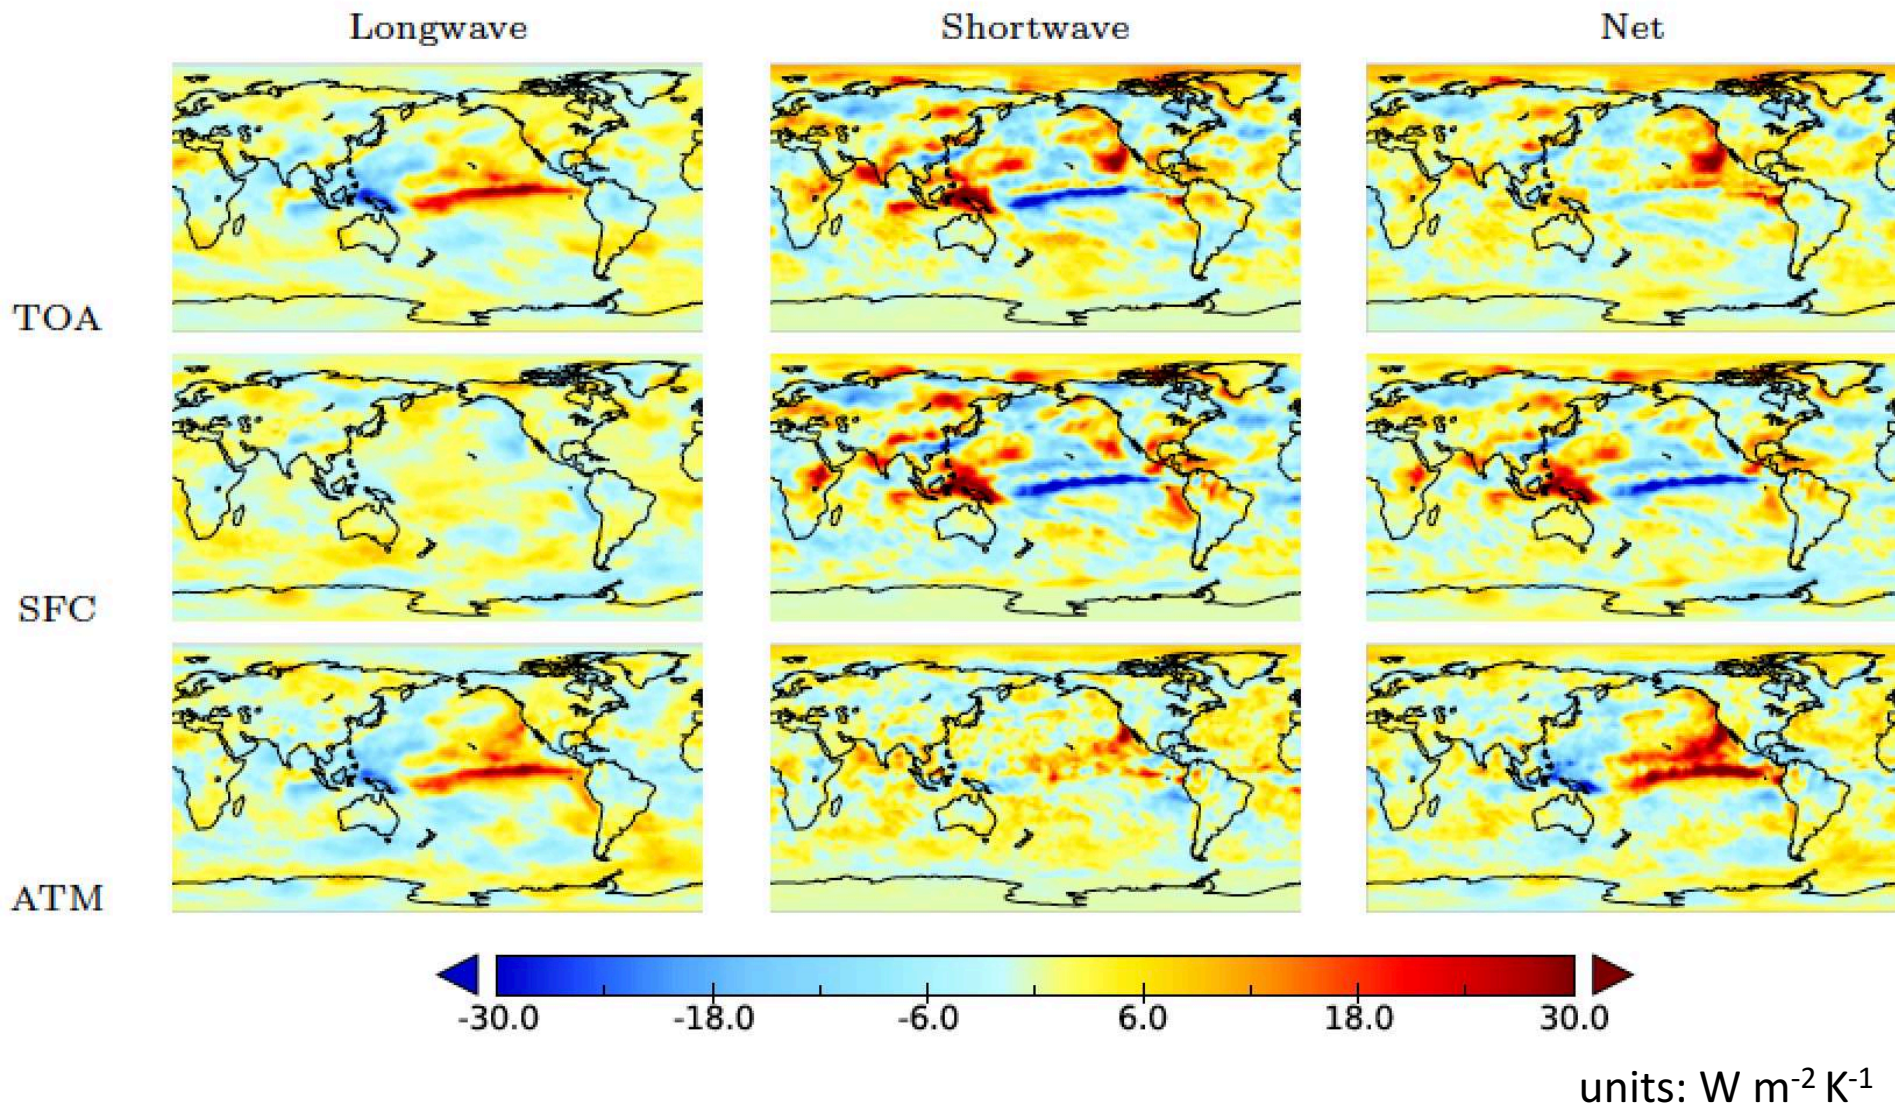 Longwave Shortwave Net
TOA
SFC
ATM
-30.0 -18.0 -6.0 6.0 18.0 30.0
units: W m⁻² K⁻¹